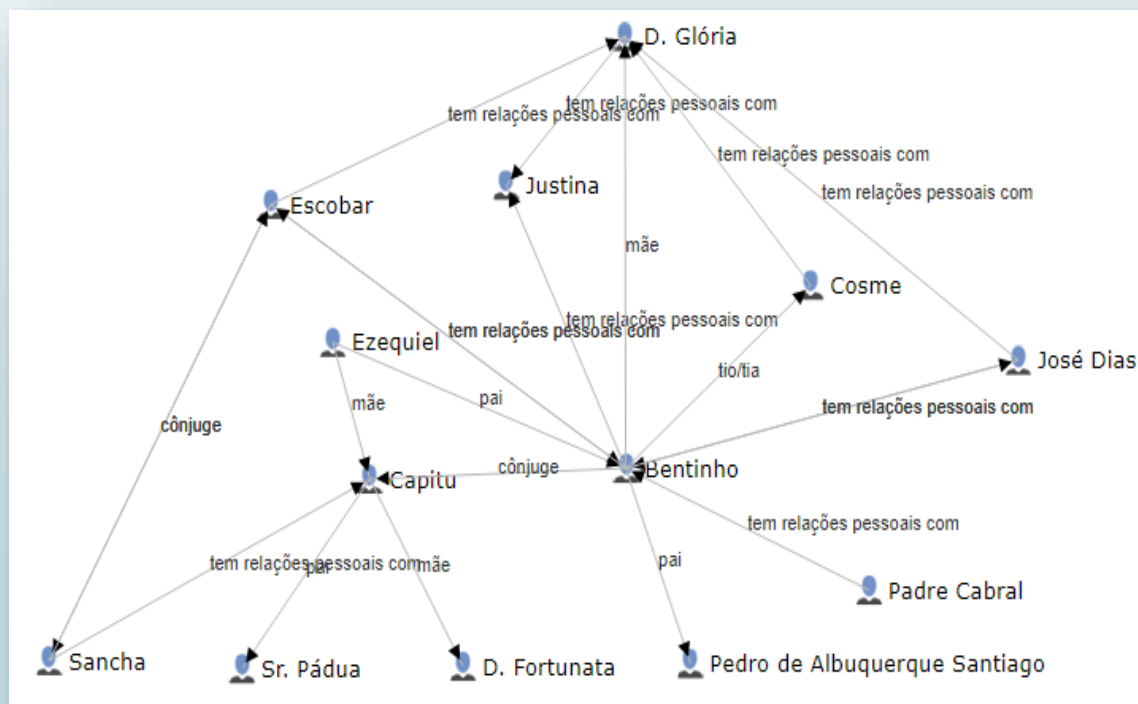 D. Glória
tem relações pessoais com
tem relações pessoais com
tem relações pessoais com
Justina
tem relações pessoais com
Escobar
mãe
Cosme
tem relações pessoais com
tem relações pessoais com
Ezequiel
José Dias
tio/tia
pai
mãe
tem relações pessoais com
cônjuge
cônjuge
Bentinho
Capitu
tem relações pessoais com
tem relações pessoais com
pai
mãe
pai
Padre Cabral
Sancha
Sr. Pádua
D. Fortunata
Pedro de Albuquerque Santiago